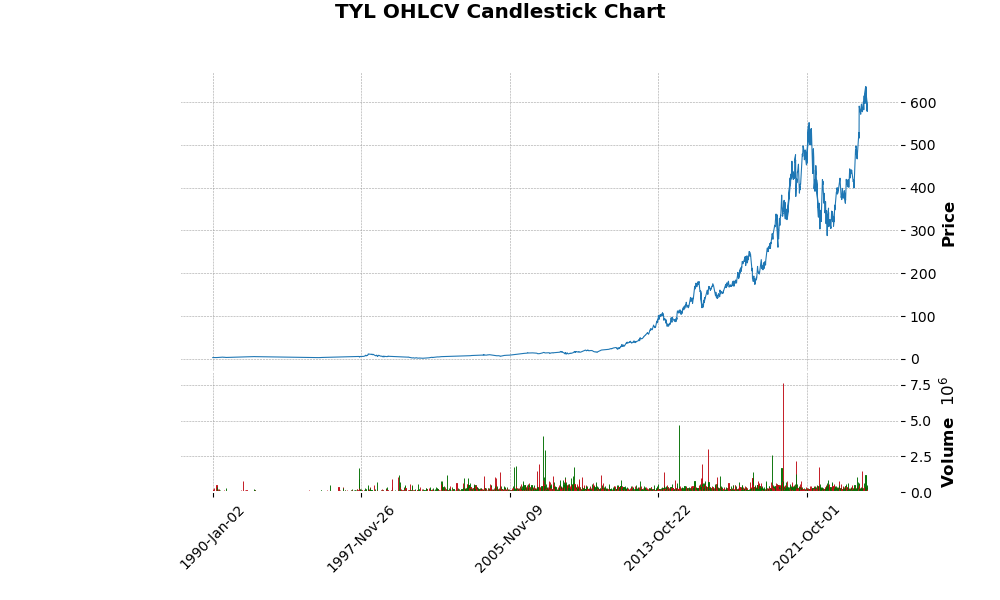 TYL OHLCV Candlestick Chart
600
500
400
300
200
100
0
Price
7.5
5.0
2.5
0.0
Volume 10^6
1990-Jan-02
1997-Nov-26
2005-Nov-09
2013-Oct-22
2021-Oct-01